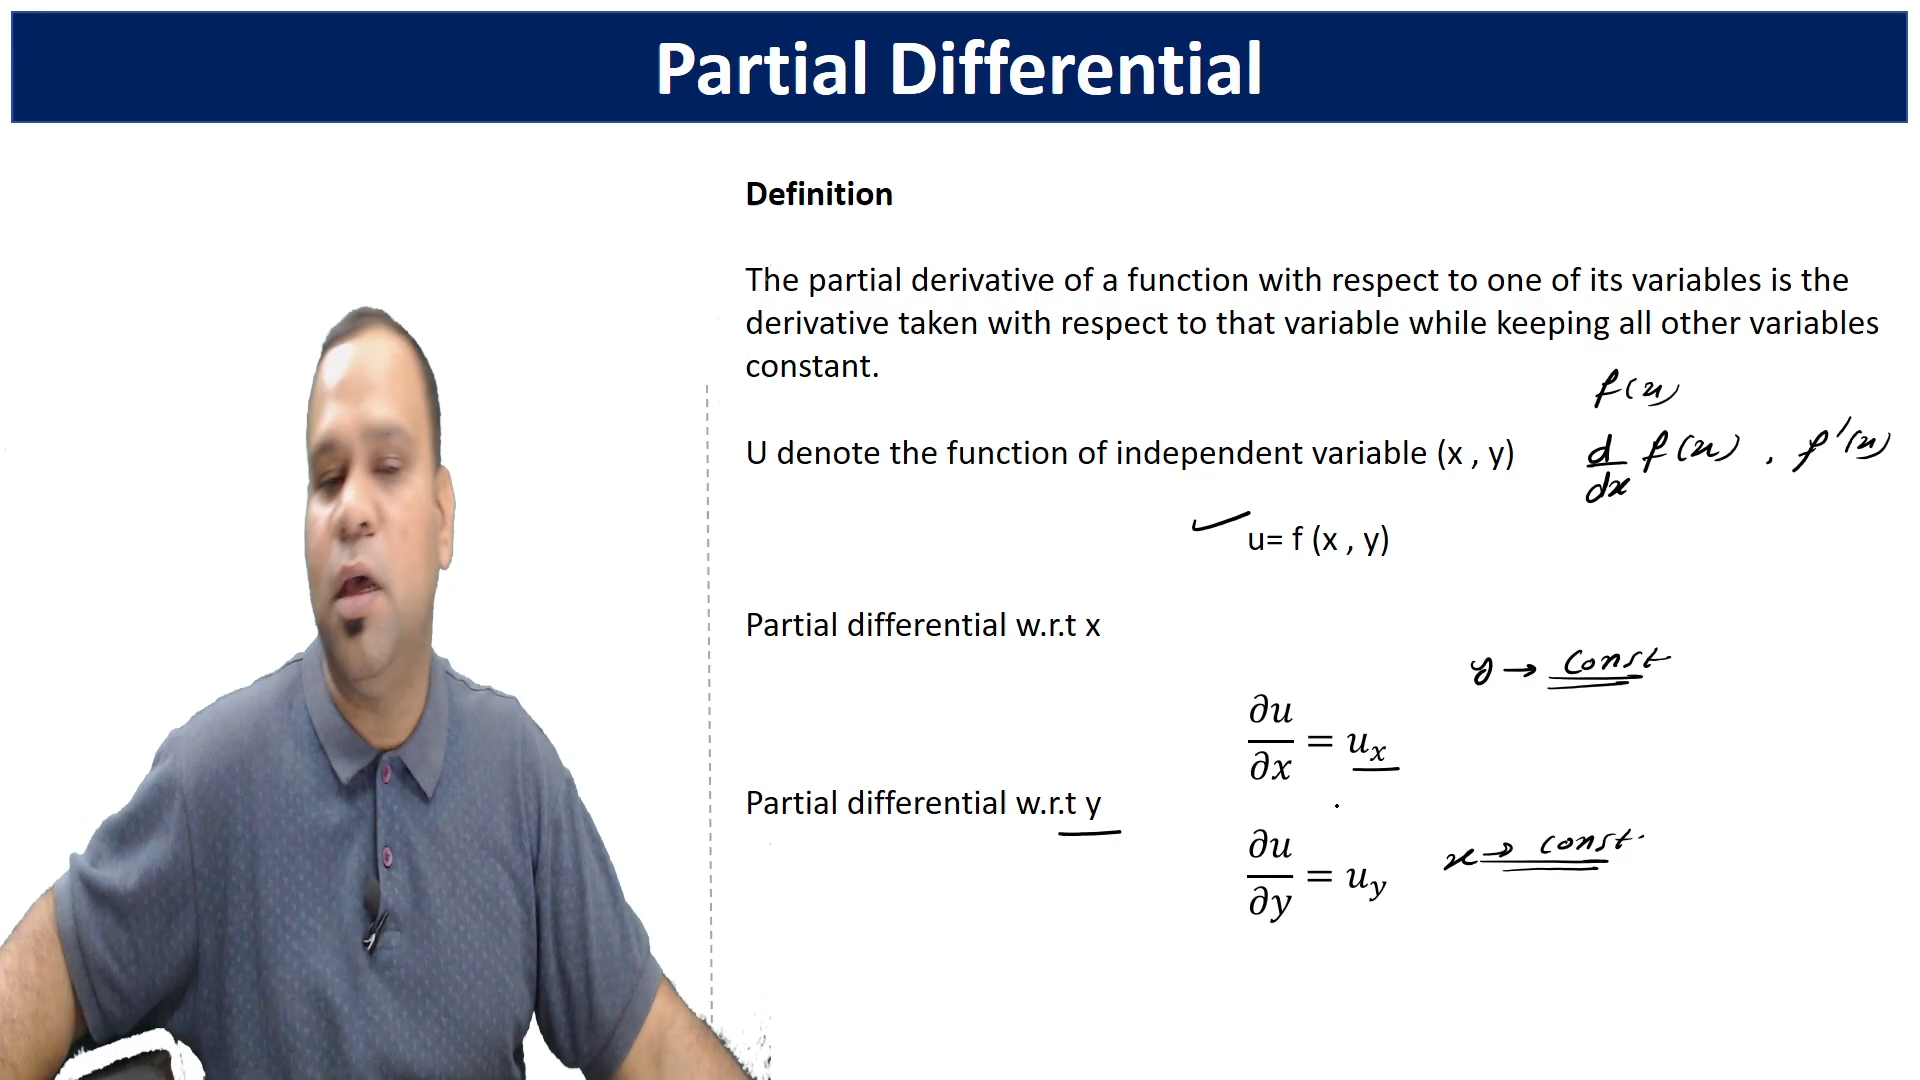 Partial Differential
Definition
The partial derivative of a function with respect to one of its variables is the
derivative taken with respect to that variable while keeping all other variables
constant.
f(x)
U denote the function of independent variable (x , y)
d/dx f(x) , f'(x)
u= f (x , y)
Partial differential w.r.t x
y → const
∂u/∂x = uₓ
Partial differential w.r.t y
∂u/∂y = u_y
x → const.